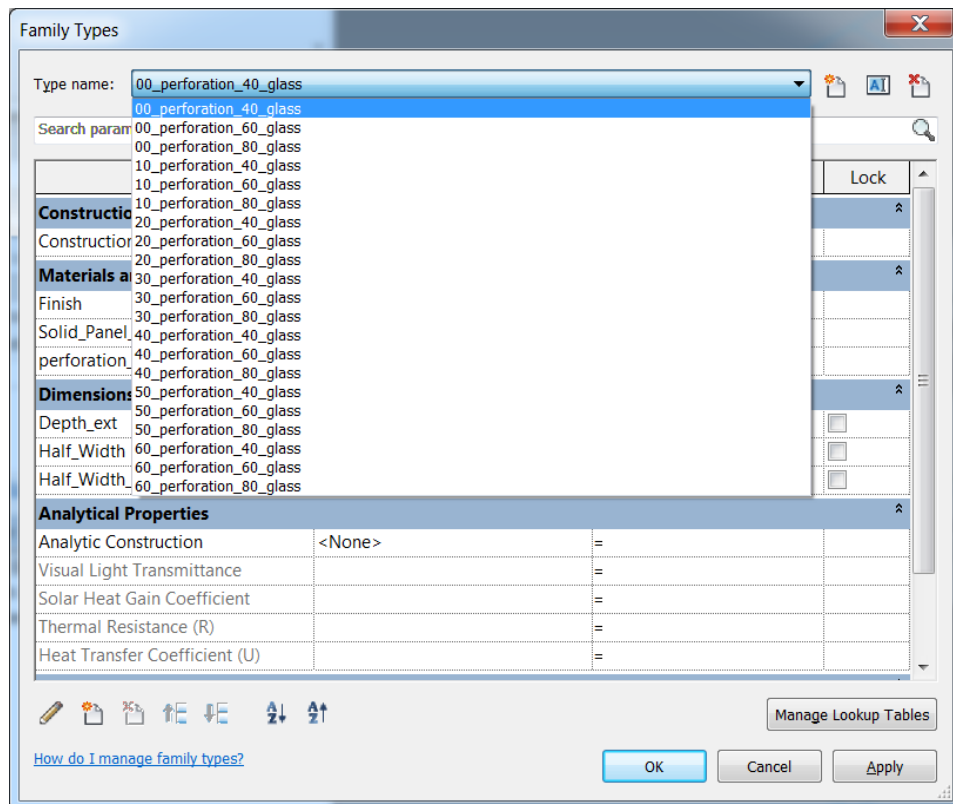 Family Types
Type name: 00_perforation_40_glass
00_perforation_40_glass
Search param
00_perforation_60_glass
00_perforation_80_glass
10_perforation_40_glass
10_perforation_60_glass
Lock
10_perforation_80_glass
Constructio
20_perforation_40_glass
Construction
20_perforation_60_glass
20_perforation_80_glass
Materials a
30_perforation_40_glass
Finish
30_perforation_60_glass
30_perforation_80_glass
Solid_Panel_
40_perforation_40_glass
perforation_
40_perforation_60_glass
40_perforation_80_glass
Dimensions
50_perforation_40_glass
50_perforation_60_glass
Depth_ext
50_perforation_80_glass
Half_Width
60_perforation_40_glass
60_perforation_60_glass
Half_Width_
60_perforation_80_glass
Analytical Properties
Analytic Construction <None> =
Visual Light Transmittance =
Solar Heat Gain Coefficient =
Thermal Resistance (R) =
Heat Transfer Coefficient (U) =
Manage Lookup Tables
How do I manage family types?
OK Cancel Apply